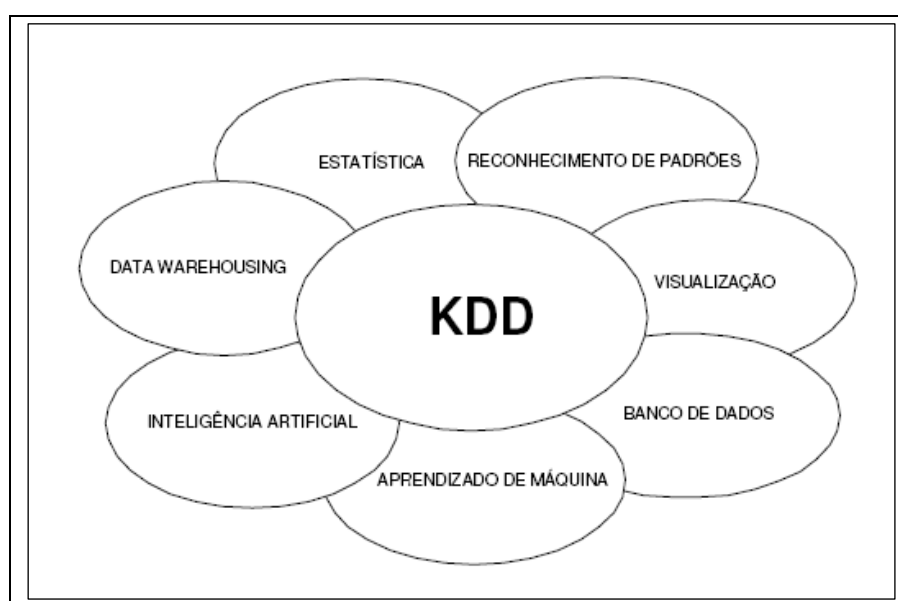 ESTATÍSTICA
RECONHECIMENTO DE PADRÕES
DATA WAREHOUSING
VISUALIZAÇÃO
KDD
INTELIGÊNCIA ARTIFICIAL
BANCO DE DADOS
APRENDIZADO DE MÁQUINA